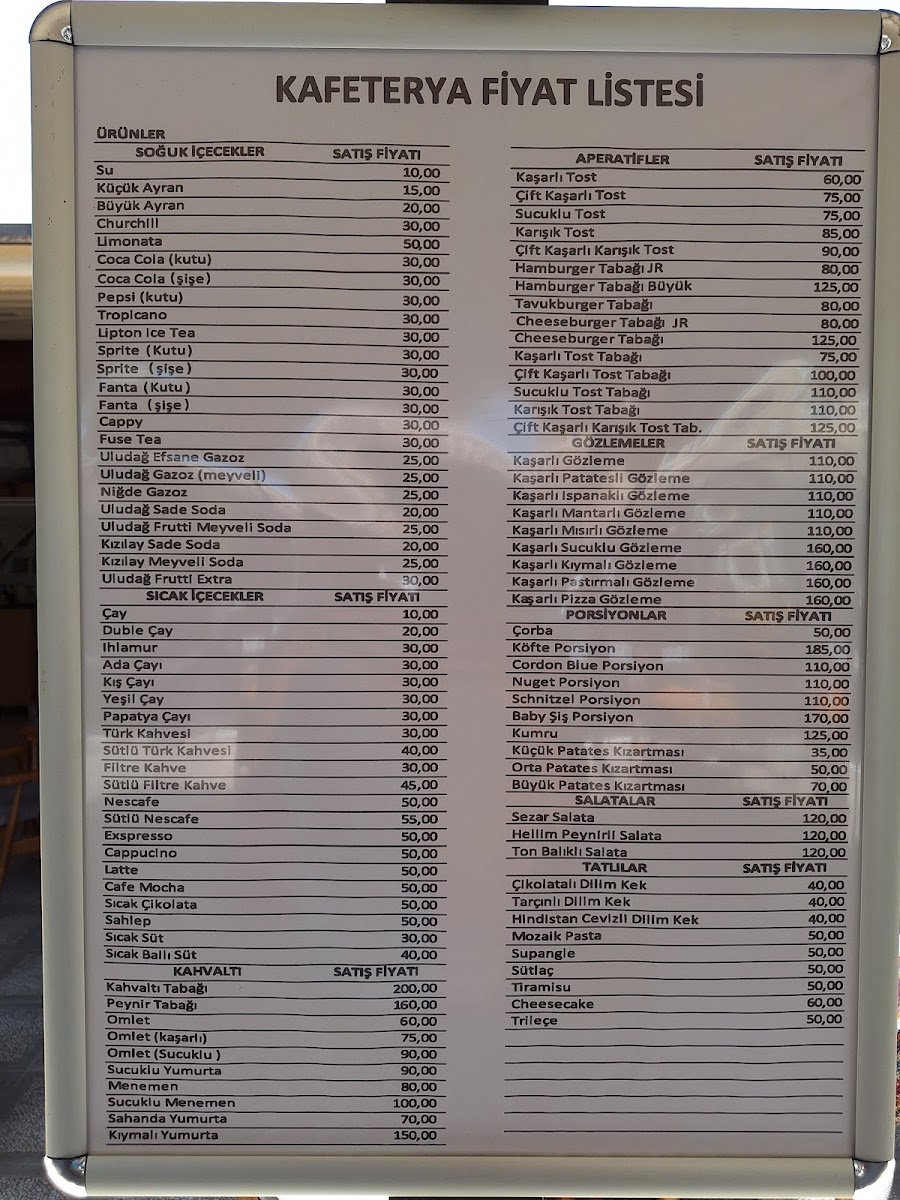 KAFETERYA FİYAT LİSTESİ
ÜRÜNLER
SOĞUK İÇECEKLER SATIŞ FİYATI
Su 10,00
Küçük Ayran 15,00
Büyük Ayran 20,00
Churchill 30,00
Limonata 50,00
Coca Cola (kutu) 30,00
Coca Cola (şişe) 30,00
Pepsi (kutu) 30,00
Tropicano 30,00
Lipton Ice Tea 30,00
Sprite (Kutu) 30,00
Sprite (şişe) 30,00
Fanta (Kutu) 30,00
Fanta (şişe) 30,00
Cappy 30,00
Fuse Tea 30,00
Uludağ Efsane Gazoz 25,00
Uludağ Gazoz (meyveli) 25,00
Niğde Gazoz 25,00
Uludağ Sade Soda 20,00
Uludağ Frutti Meyveli Soda 25,00
Kızılay Sade Soda 20,00
Kızılay Meyveli Soda 25,00
Uludağ Frutti Extra 30,00
SICAK İÇECEKLER SATIŞ FİYATI
Çay 10,00
Duble Çay 20,00
Ihlamur 30,00
Ada Çayı 30,00
Kış Çayı 30,00
Yeşil Çay 30,00
Papatya Çayı 30,00
Türk Kahvesi 30,00
Sütlü Türk Kahvesi 40,00
Filtre Kahve 30,00
Sütlü Filtre Kahve 45,00
Nescafe 50,00
Sütlü Nescafe 55,00
Exspresso 50,00
Cappucino 50,00
Latte 50,00
Cafe Mocha 50,00
Sıcak Çikolata 50,00
Sahlep 50,00
Sıcak Süt 30,00
Sıcak Ballı Süt 40,00
KAHVALTI SATIŞ FİYATI
Kahvaltı Tabağı 200,00
Peynir Tabağı 160,00
Omlet 60,00
Omlet (kaşarlı) 75,00
Omlet (Sucuklu ) 90,00
Sucuklu Yumurta 90,00
Menemen 80,00
Sucuklu Menemen 100,00
Sahanda Yumurta 70,00
Kıymalı Yumurta 150,00
APERATİFLER SATIŞ FİYATI
Kaşarlı Tost 60,00
Çift Kaşarlı Tost 75,00
Sucuklu Tost 75,00
Karışık Tost 85,00
Çift Kaşarlı Karışık Tost 90,00
Hamburger Tabağı JR 80,00
Hamburger Tabağı Büyük 125,00
Tavukburger Tabağı 80,00
Cheeseburger Tabağı JR 80,00
Cheeseburger Tabağı 125,00
Kaşarlı Tost Tabağı 75,00
Çift Kaşarlı Tost Tabağı 100,00
Sucuklu Tost Tabağı 110,00
Karışık Tost Tabağı 110,00
Çift Kaşarlı Karışık Tost Tab. 125,00
GÖZLEMELER SATIŞ FİYATI
Kaşarlı Gözleme 110,00
Kaşarlı Patatesli Gözleme 110,00
Kaşarlı Ispanaklı Gözleme 110,00
Kaşarlı Mantarlı Gözleme 110,00
Kaşarlı Mısırlı Gözleme 110,00
Kaşarlı Sucuklu Gözleme 160,00
Kaşarlı Kıymalı Gözleme 160,00
Kaşarlı Pastırmalı Gözleme 160,00
Kaşarlı Pizza Gözleme 160,00
PORSİYONLAR SATIŞ FİYATI
Çorba 50,00
Köfte Porsiyon 185,00
Cordon Blue Porsiyon 110,00
Nuget Porsiyon 110,00
Schnitzel Porsiyon 110,00
Baby Şiş Porsiyon 170,00
Kumru 125,00
Küçük Patates Kızartması 35,00
Orta Patates Kızartması 50,00
Büyük Patates Kızartması 70,00
SALATALAR SATIŞ FİYATI
Sezar Salata 120,00
Hellim Peynirli Salata 120,00
Ton Balıklı Salata 120,00
TATLILAR SATIŞ FİYATI
Çikolatalı Dilim Kek 40,00
Tarçınlı Dilim Kek 40,00
Hindistan Cevizli Dilim Kek 40,00
Mozaik Pasta 50,00
Supangle 50,00
Sütlaç 50,00
Tiramisu 50,00
Cheesecake 60,00
Trileçe 50,00